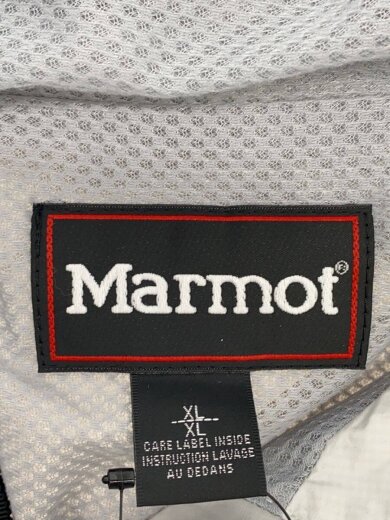 Marmot®
XL
XL
CARE LABEL INSIDE
INSTRUCTION LAVAGE
AU DEDANS